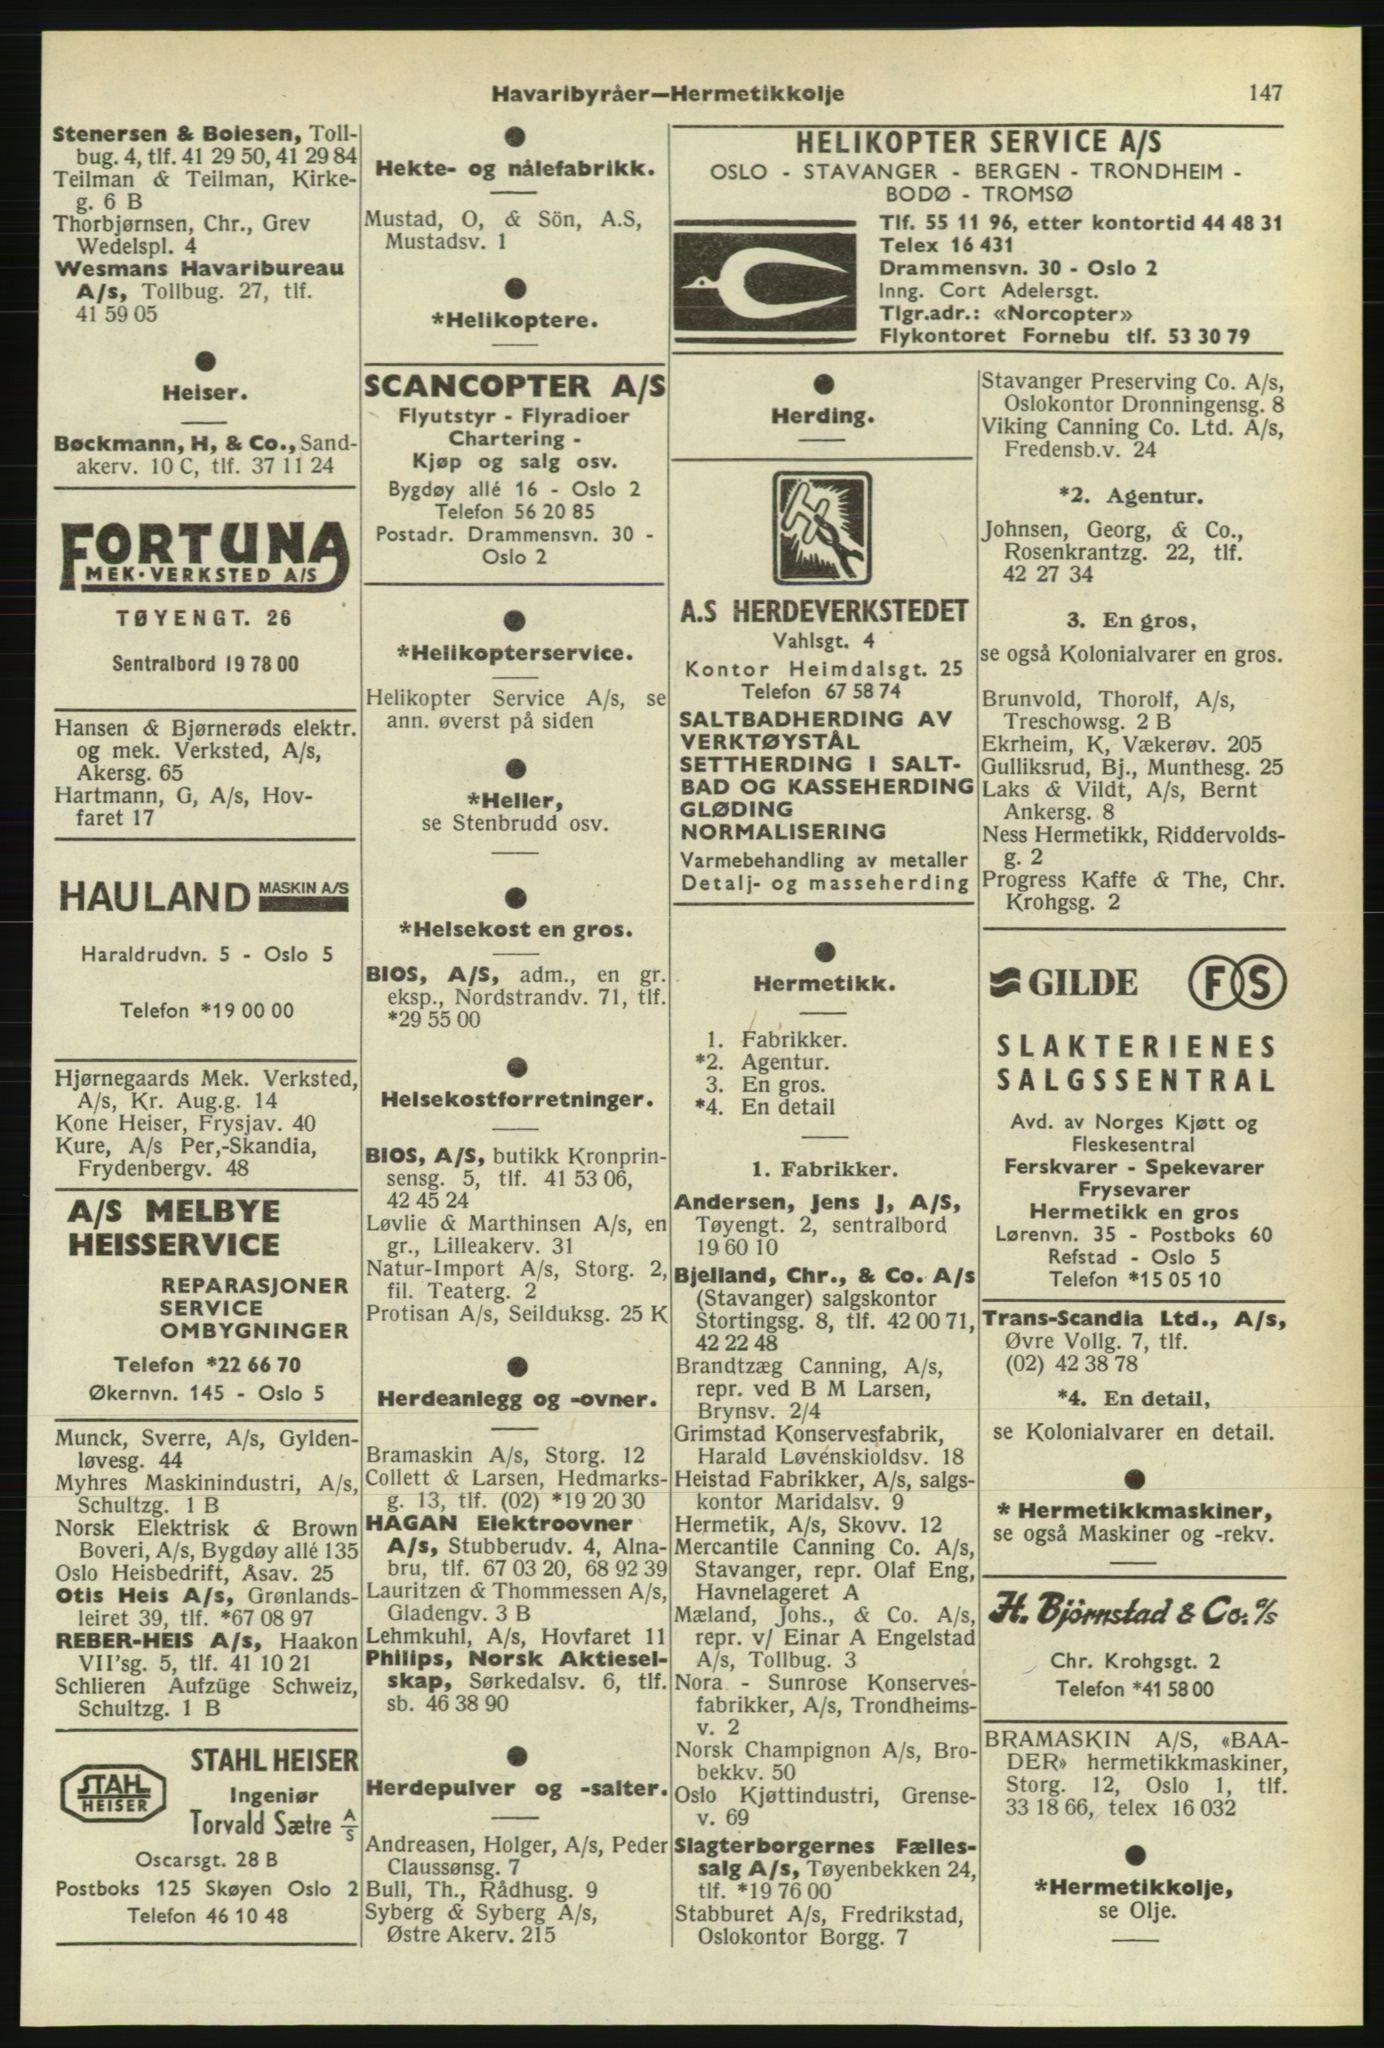 Havaribyråer—Hermetikkolje
147
Stenersen & Boiesen, Toll-
bug. 4, tlf. 41 29 50, 41 29 84
Teilman & Teilman, Kirke-
g. 6 B
Thorbjørnsen, Chr., Grev
Wedelspl. 4
Wesmans Havaribureau
A/s, Tollbug. 27, tlf.
41 59 05
Heiser.
Bøckmann, H, & Co., Sand-
akerv. 10 C, tlf. 37 11 24
FORTUNA
MEK·VERKSTED A/S
TØYENGT. 26
Sentralbord 19 78 00
Hansen & Bjørnerøds elektr.
og mek. Verksted, A/s,
Akersg. 65
Hartmann, G, A/s, Hov-
faret 17
HAULAND MASKIN A/S
Haraldrudvn. 5 - Oslo 5
Telefon *19 00 00
Hjørnegaards Mek. Verksted,
A/s, Kr. Aug.g. 14
Kone Heiser, Frysjav. 40
Kure, A/s Per,-Skandia,
Frydenbergv. 48
A/S MELBYE
HEISSERVICE
REPARASJONER
SERVICE
OMBYGNINGER
Telefon *22 66 70
Økernvn. 145 - Oslo 5
Munck, Sverre, A/s, Gylden-
løvesg. 44
Myhres Maskinindustri, A/s,
Schultzg. 1 B
Norsk Elektrisk & Brown
Boveri, A/s, Bygdøy allé 135
Oslo Heisbedrift, Åsav. 25
Otis Heis A/s, Grønlands-
leiret 39, tlf. *67 08 97
REBER-HEIS A/s, Haakon
VII'sg. 5, tlf. 41 10 21
Schlieren Aufzüge Schweiz,
Schultzg. 1 B
STAHL
HEISER
STAHL HEISER
Ingeniør
Torvald Sætre A/S
Oscarsgt. 28 B
Postboks 125 Skøyen Oslo 2
Telefon 46 10 48
Hekte- og nålefabrikk.
Mustad, O, & Sön, A.S,
Mustadsv. 1
*Helikoptere.
SCANCOPTER A/S
Flyutstyr - Flyradioer
Chartering -
Kjøp og salg osv.
Bygdøy allé 16 - Oslo 2
Telefon 56 20 85
Postadr. Drammensvn. 30 -
Oslo 2
*Helikopterservice.
Helikopter Service A/s, se
ann. øverst på siden
*Heller,
se Stenbrudd osv.
*Helsekost en gros.
BIOS, A/S, adm., en gr.
eksp., Nordstrandv. 71, tlf.
*29 55 00
Helsekostforretninger.
BIOS, A/S, butikk Kronprin-
sensg. 5, tlf. 41 53 06,
42 45 24
Løvlie & Marthinsen A/s, en
gr., Lilleakerv. 31
Natur-Import A/s, Storg. 2,
fil. Teaterg. 2
Protisan A/s, Seilduksg. 25 K
Herdeanlegg og -ovner.
Bramaskin A/s, Storg. 12
Collett & Larsen, Hedmarks-
g. 13, tlf. (02) *19 20 30
HAGAN Elektroovner
A/s, Stubberudv. 4, Alna-
bru, tlf. 67 03 20, 68 92 39
Lauritzen & Thommessen A/s,
Gladengv. 3 B
Lehmkuhl, A/s, Hovfaret 11
Philips, Norsk Aktiesel-
skap, Sørkedalsv. 6, tlf.
sb. 46 38 90
Herdepulver og -salter.
Andreasen, Holger, A/s, Peder
Claussønsg. 7
Bull, Th., Rådhusg. 9
Syberg & Syberg A/s,
Østre Akerv. 215
HELIKOPTER SERVICE A/S
OSLO - STAVANGER - BERGEN - TRONDHEIM -
BODØ - TROMSØ
Tlf. 55 11 96, etter kontortid 44 48 31
Telex 16 431
Drammensvn. 30 - Oslo 2
Inng. Cort Adelersgt.
Tlgr.adr.: «Norcopter»
Flykontoret Fornebu tlf. 53 30 79
Herding.
A.S HERDEVERKSTEDET
Vahlsgt. 4
Kontor Heimdalsgt. 25
Telefon 67 58 74
SALTBADHERDING AV
VERKTØYSTÅL
SETTHERDING I SALT-
BAD OG KASSEHERDING
GLØDING
NORMALISERING
Varmebehandling av metaller
Detalj- og masseherding
Hermetikk.
1. Fabrikker.
*2. Agentur.
3. En gros.
*4. En detail
1. Fabrikker.
Andersen, Jens J, A/S,
Tøyengt. 2, sentralbord
19 60 10
Bjelland, Chr., & Co. A/s
(Stavanger) salgskontor
Stortingsg. 8, tlf. 42 00 71,
42 22 48
Brandtzæg Canning, A/s,
repr. ved B M Larsen,
Brynsv. 2/4
Grimstad Konservesfabrik,
Harald Løvenskioldsv. 18
Heistad Fabrikker, A/s, salgs-
kontor Maridalsv. 9
Hermetik, A/s, Skovv. 12
Mercantile Canning Co. A/s,
Stavanger, repr. Olaf Eng,
Havnelageret A
Mæland, Johs., & Co. A/s,
repr. v/ Einar A Engelstad
A/s, Tollbug. 3
Nora - Sunrose Konserves-
fabrikker, A/s, Trondheims-
v. 2
Norsk Champignon A/s, Bro-
bekkv. 50
Oslo Kjøttindustri, Grense-
v. 69
Slagterborgernes Fælles-
salg A/s, Tøyenbekken 24,
tlf. *19 76 00
Stabburet A/s, Fredrikstad,
Oslokontor Borgg. 7
Stavanger Preserving Co. A/s,
Oslokontor Dronningensg. 8
Viking Canning Co. Ltd. A/s,
Fredensb.v. 24
*2. Agentur.
Johnsen, Georg, & Co.,
Rosenkrantzg. 22, tlf.
42 27 34
3. En gros,
se også Kolonialvarer en gros.
Brunvold, Thorolf, A/s,
Treschowsg. 2 B
Ekrheim, K, Vækerøv. 205
Gulliksrud, Bj., Munthesg. 25
Laks & Vildt, A/s, Bernt
Ankersg. 8
Ness Hermetikk, Riddervolds-
g. 2
Progress Kaffe & The, Chr.
Krohgsg. 2
GILDE FS
SLAKTERIENES
SALGSSENTRAL
Avd. av Norges Kjøtt og
Fleskesentral
Ferskvarer - Spekevarer
Frysevarer
Hermetikk en gros
Lørenvn. 35 - Postboks 60
Refstad - Oslo 5
Telefon *15 05 10
Trans-Scandia Ltd., A/s,
Øvre Vollg. 7, tlf.
(02) 42 38 78
*4. En detail,
se Kolonialvarer en detail.
* Hermetikkmaskiner,
se også Maskiner og -rekv.
H. Björnstad & Co. A/s
Chr. Krohgsgt. 2
Telefon *41 58 00
BRAMASKIN A/S, «BAA-
DER» hermetikkmaskiner,
Storg. 12, Oslo 1, tlf.
33 18 66, telex 16 032
*Hermetikkolje,
se Olje.